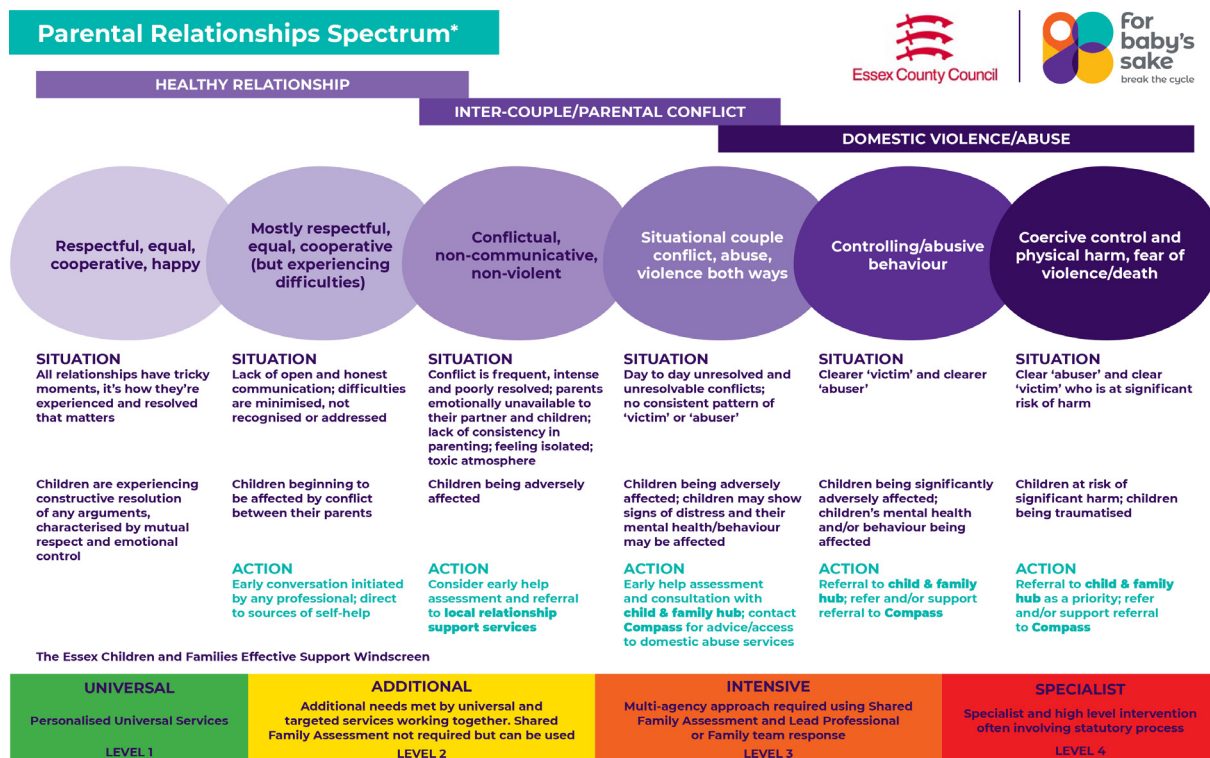 Parental Relationships Spectrum*
Essex County Council
for
baby's
sake
break the cycle
HEALTHY RELATIONSHIP
INTER-COUPLE/PARENTAL CONFLICT
DOMESTIC VIOLENCE/ABUSE
Respectful, equal,
cooperative, happy
Mostly respectful,
equal, cooperative
(but experiencing
difficulties)
Conflictual,
non-communicative,
non-violent
Situational couple
conflict, abuse,
violence both ways
Controlling/abusive
behaviour
Coercive control and
physical harm, fear of
violence/death
SITUATION
All relationships have tricky
moments, it's how they're
experienced and resolved
that matters
Children are experiencing
constructive resolution
of any arguments,
characterised by mutual
respect and emotional
control
SITUATION
Lack of open and honest
communication; difficulties
are minimised, not
recognised or addressed
Children beginning to
be affected by conflict
between their parents
ACTION
Early conversation initiated
by any professional; direct
to sources of self-help
SITUATION
Conflict is frequent, intense
and poorly resolved; parents
emotionally unavailable to
their partner and children;
lack of consistency in
parenting; feeling isolated;
toxic atmosphere
Children being adversely
affected
ACTION
Consider early help
assessment and referral
to local relationship
support services
SITUATION
Day to day unresolved and
unresolvable conflicts;
no consistent pattern of
'victim' or 'abuser'
Children being adversely
affected; children may show
signs of distress and their
mental health/behaviour
may be affected
ACTION
Early help assessment
and consultation with
child & family hub; contact
Compass for advice/access
to domestic abuse services
SITUATION
Clearer 'victim' and clearer
'abuser'
Children being significantly
adversely affected;
children's mental health
and/or behaviour being
affected
ACTION
Referral to child & family
hub; refer and/or support
referral to Compass
SITUATION
Clear 'abuser' and clear
'victim' who is at significant
risk of harm
Children at risk of
significant harm; children
being traumatised
ACTION
Referral to child & family
hub as a priority; refer
and/or support referral
to Compass
The Essex Children and Families Effective Support Windscreen
UNIVERSAL
Personalised Universal Services
LEVEL 1
ADDITIONAL
Additional needs met by universal and
targeted services working together. Shared
Family Assessment not required but can be used
LEVEL 2
INTENSIVE
Multi-agency approach required using Shared
Family Assessment and Lead Professional
or Family team response
LEVEL 3
SPECIALIST
Specialist and high level intervention
often involving statutory process
LEVEL 4